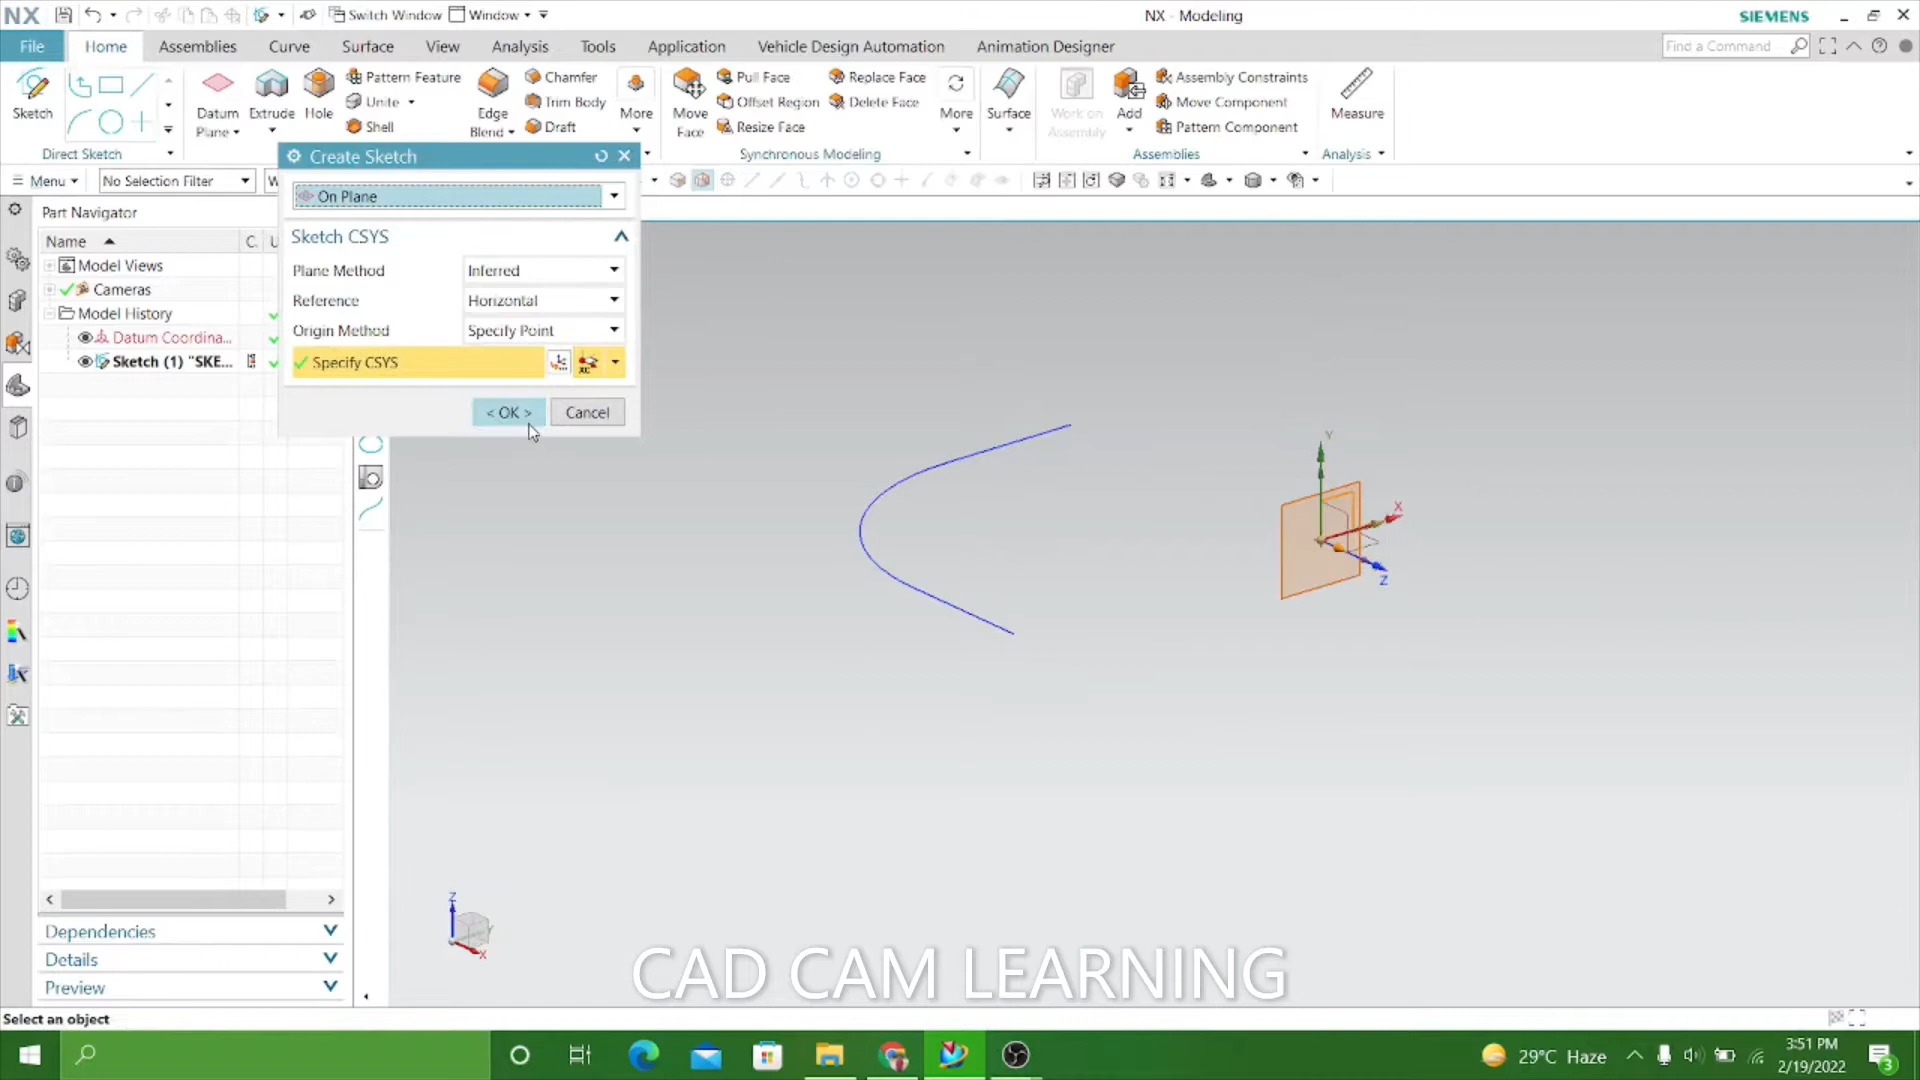 NX
Switch Window
Window
NX - Modeling
SIEMENS
File
Home
Assemblies
Curve
Surface
View
Analysis
Tools
Application
Vehicle Design Automation
Animation Designer
Find a Command
Sketch
Direct Sketch
Datum
Plane
Extrude
Hole
Pattern Feature
Unite
Shell
Edge
Blend
Chamfer
Trim Body
Draft
More
Move
Face
Pull Face
Offset Region
Resize Face
Replace Face
Delete Face
More
Synchronous Modeling
Surface
Work on
Assembly
Add
Assembly Constraints
Move Component
Pattern Component
Assemblies
Measure
Analysis
Menu
No Selection Filter
W
Create Sketch
On Plane
Sketch CSYS
Plane Method
Inferred
Reference
Horizontal
Origin Method
Specify Point
Specify CSYS
XC
< OK >
Cancel
Part Navigator
Name
C.
U
Model Views
Cameras
Model History
Datum Coordina...
Sketch (1) "SKE...
Y
X
Z
Z
Y
X
Dependencies
Details
Preview
CAD CAM LEARNING
Select an object
29°C Haze
3:51 PM
2/19/2022
3